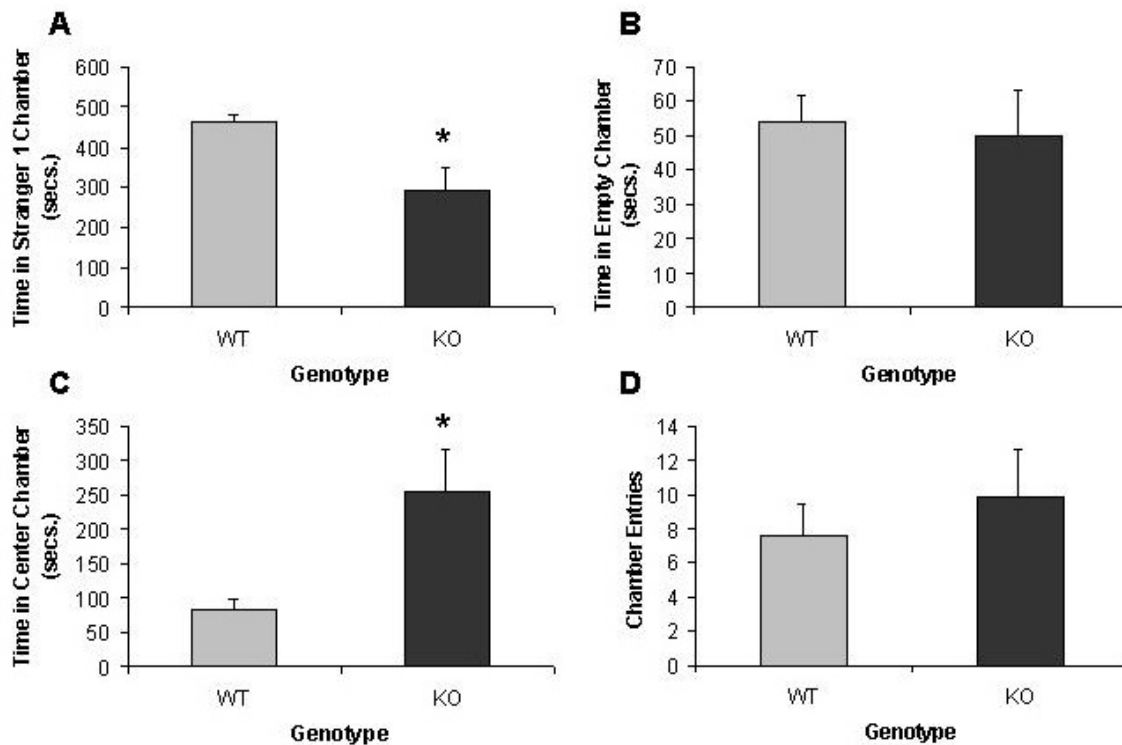 A
Time in Stranger 1 Chamber
(secs.)
600
500
400
300
200
100
0
*
WT
KO
Genotype
B
Time in Empty Chamber
(secs.)
70
60
50
40
30
20
10
0
WT
KO
Genotype
C
Time in Center Chamber
(secs.)
350
300
250
200
150
100
50
0
*
WT
KO
Genotype
D
Chamber Entries
14
12
10
8
6
4
2
0
WT
KO
Genotype